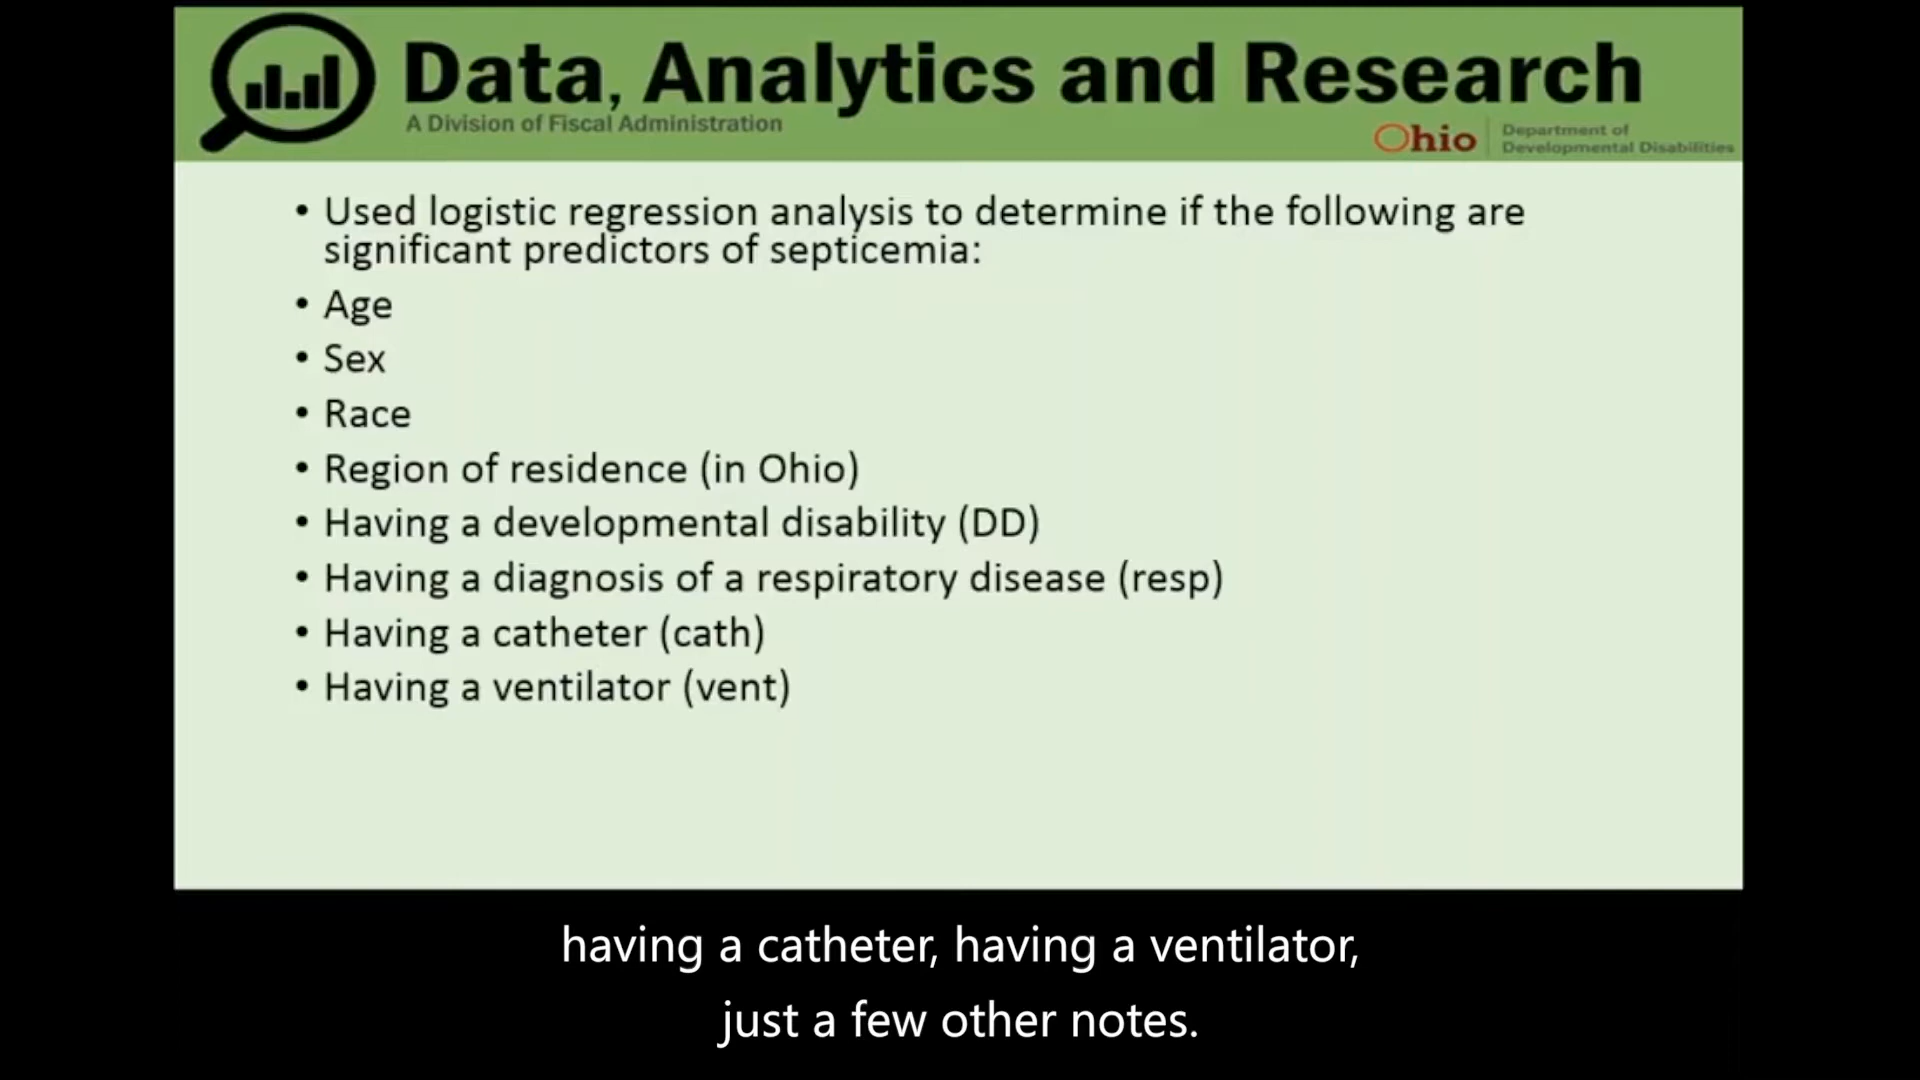 Data, Analytics and Research
A Division of Fiscal Administration
Ohio
Department of
Developmental Disabilities
• Used logistic regression analysis to determine if the following are
significant predictors of septicemia:
• Age
• Sex
• Race
• Region of residence (in Ohio)
• Having a developmental disability (DD)
• Having a diagnosis of a respiratory disease (resp)
• Having a catheter (cath)
• Having a ventilator (vent)
having a catheter, having a ventilator,
just a few other notes.